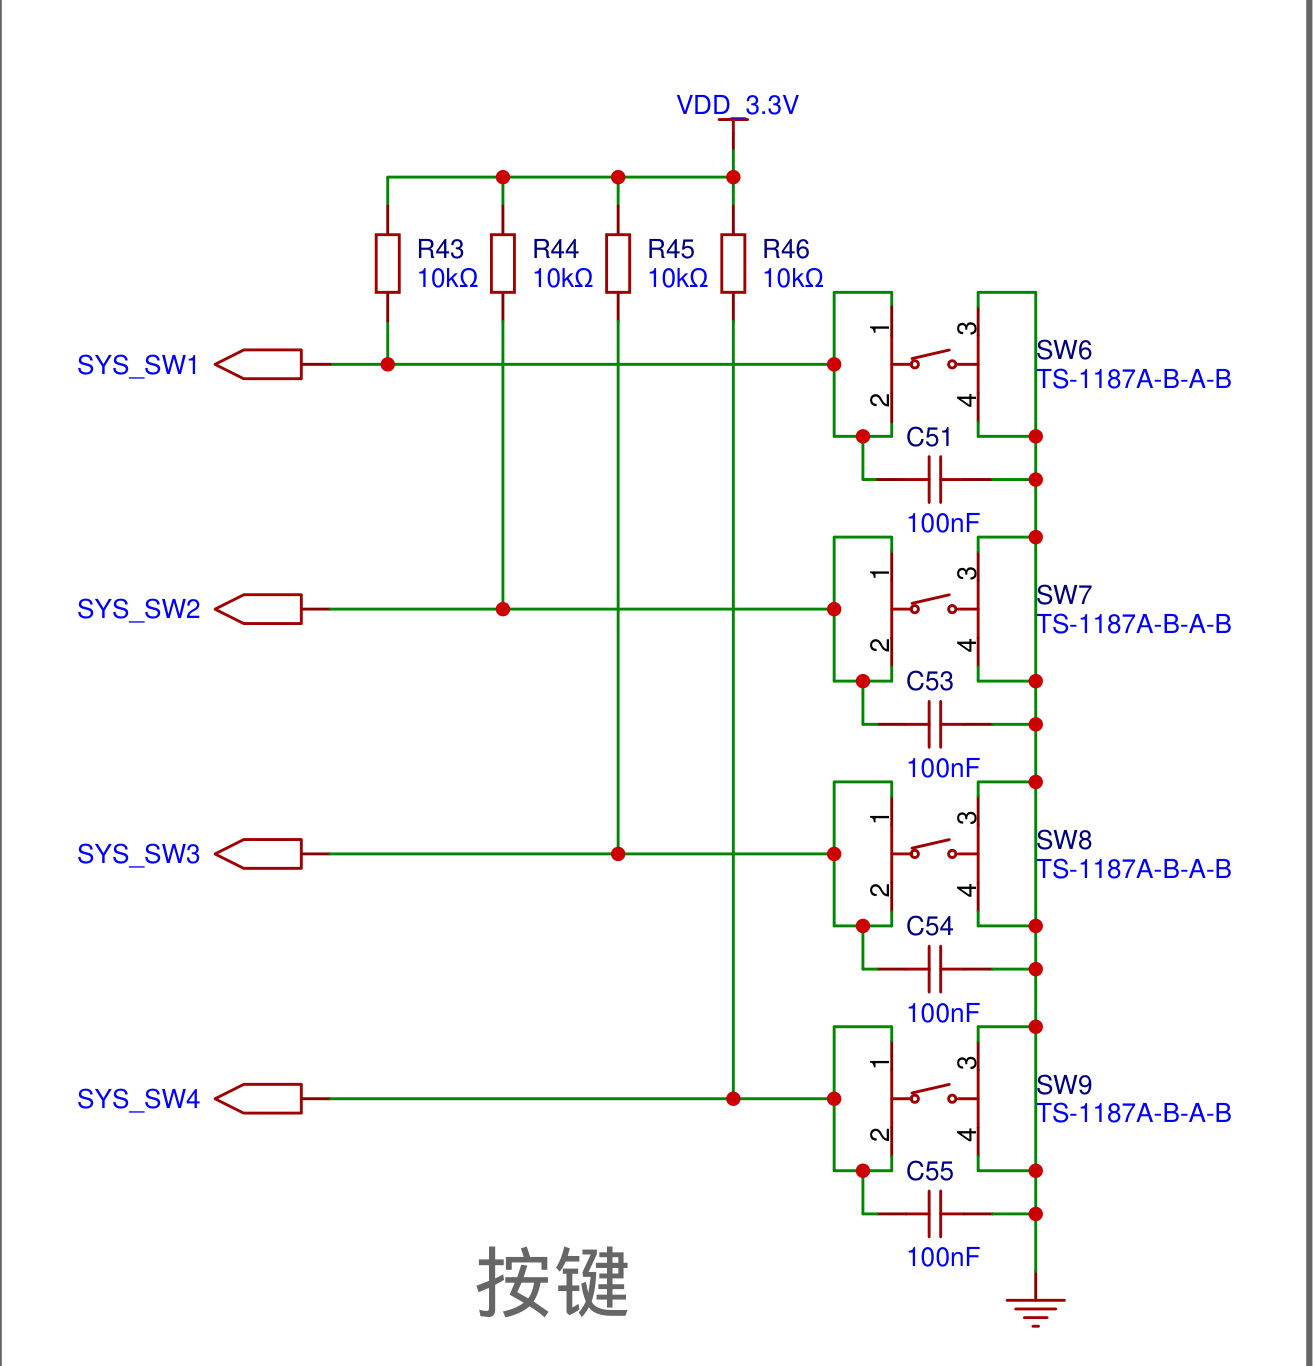 VDD_3.3V
R43
10kΩ
R44
10kΩ
R45
10kΩ
R46
10kΩ
SYS_SW1
1
2
3
4
SW6
TS-1187A-B-A-B
C51
100nF
SYS_SW2
1
2
3
4
SW7
TS-1187A-B-A-B
C53
100nF
SYS_SW3
1
2
3
4
SW8
TS-1187A-B-A-B
C54
100nF
SYS_SW4
1
2
3
4
SW9
TS-1187A-B-A-B
C55
100nF
按键